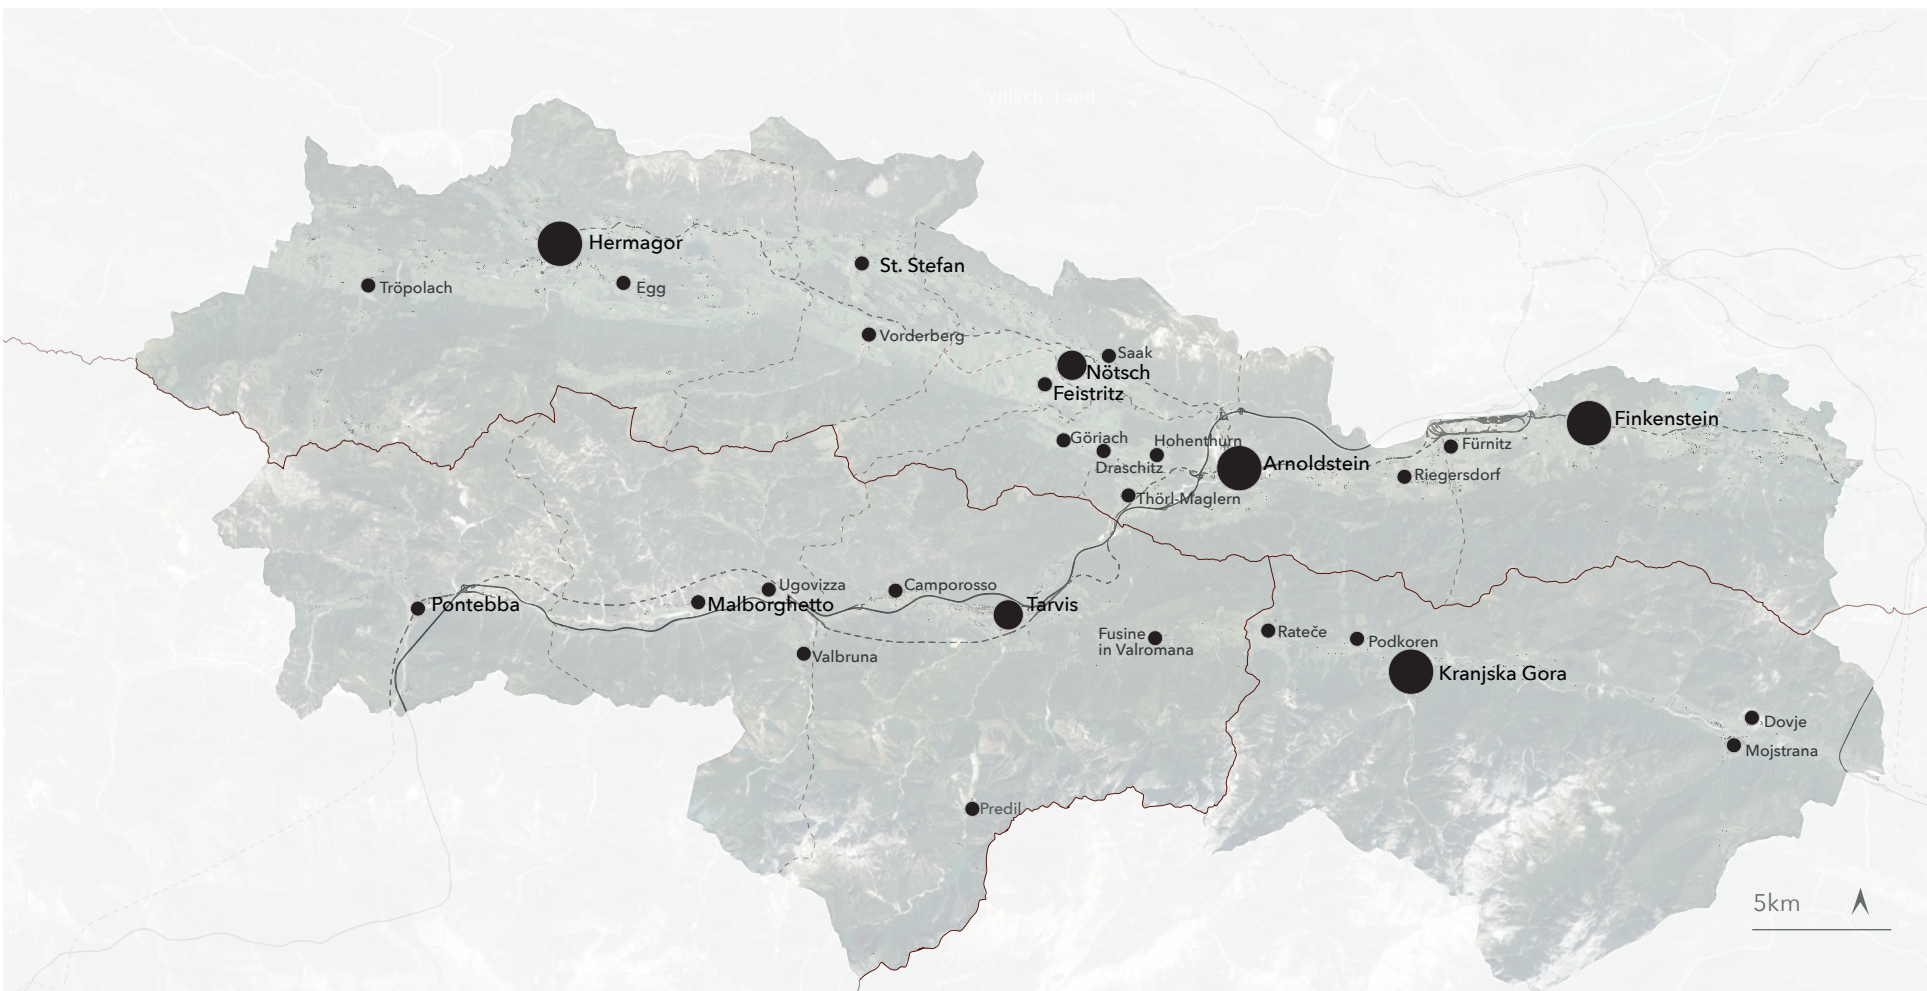 Villach - Land
Hermagor
St. Stefan
Tröpolach
Egg
Vorderberg
Saak
Nötsch
Feistritz
Finkenstein
Göriach
Hohenthurn
Fürnitz
Draschitz
Arnoldstein
Riegersdorf
Thörl-Maglern
Ugovizza
Camporosso
Pontebba
Malborghetto
Tarvis
Fusine
in Valromana
Rateče
Podkoren
Valbruna
Kranjska Gora
Dovje
Mojstrana
Predil
5km